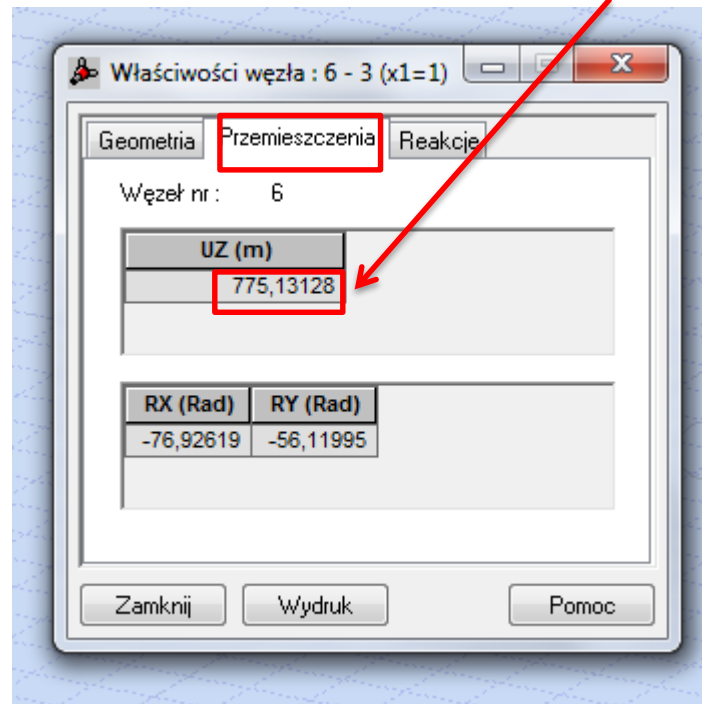 Właściwości węzła : 6 - 3 (x1=1)
Geometria Przemieszczenia Reakcje
Węzeł nr : 6
UZ (m)
775,13128
RX (Rad) RY (Rad)
-76,92619 -56,11995
Zamknij Wydruk Pomoc